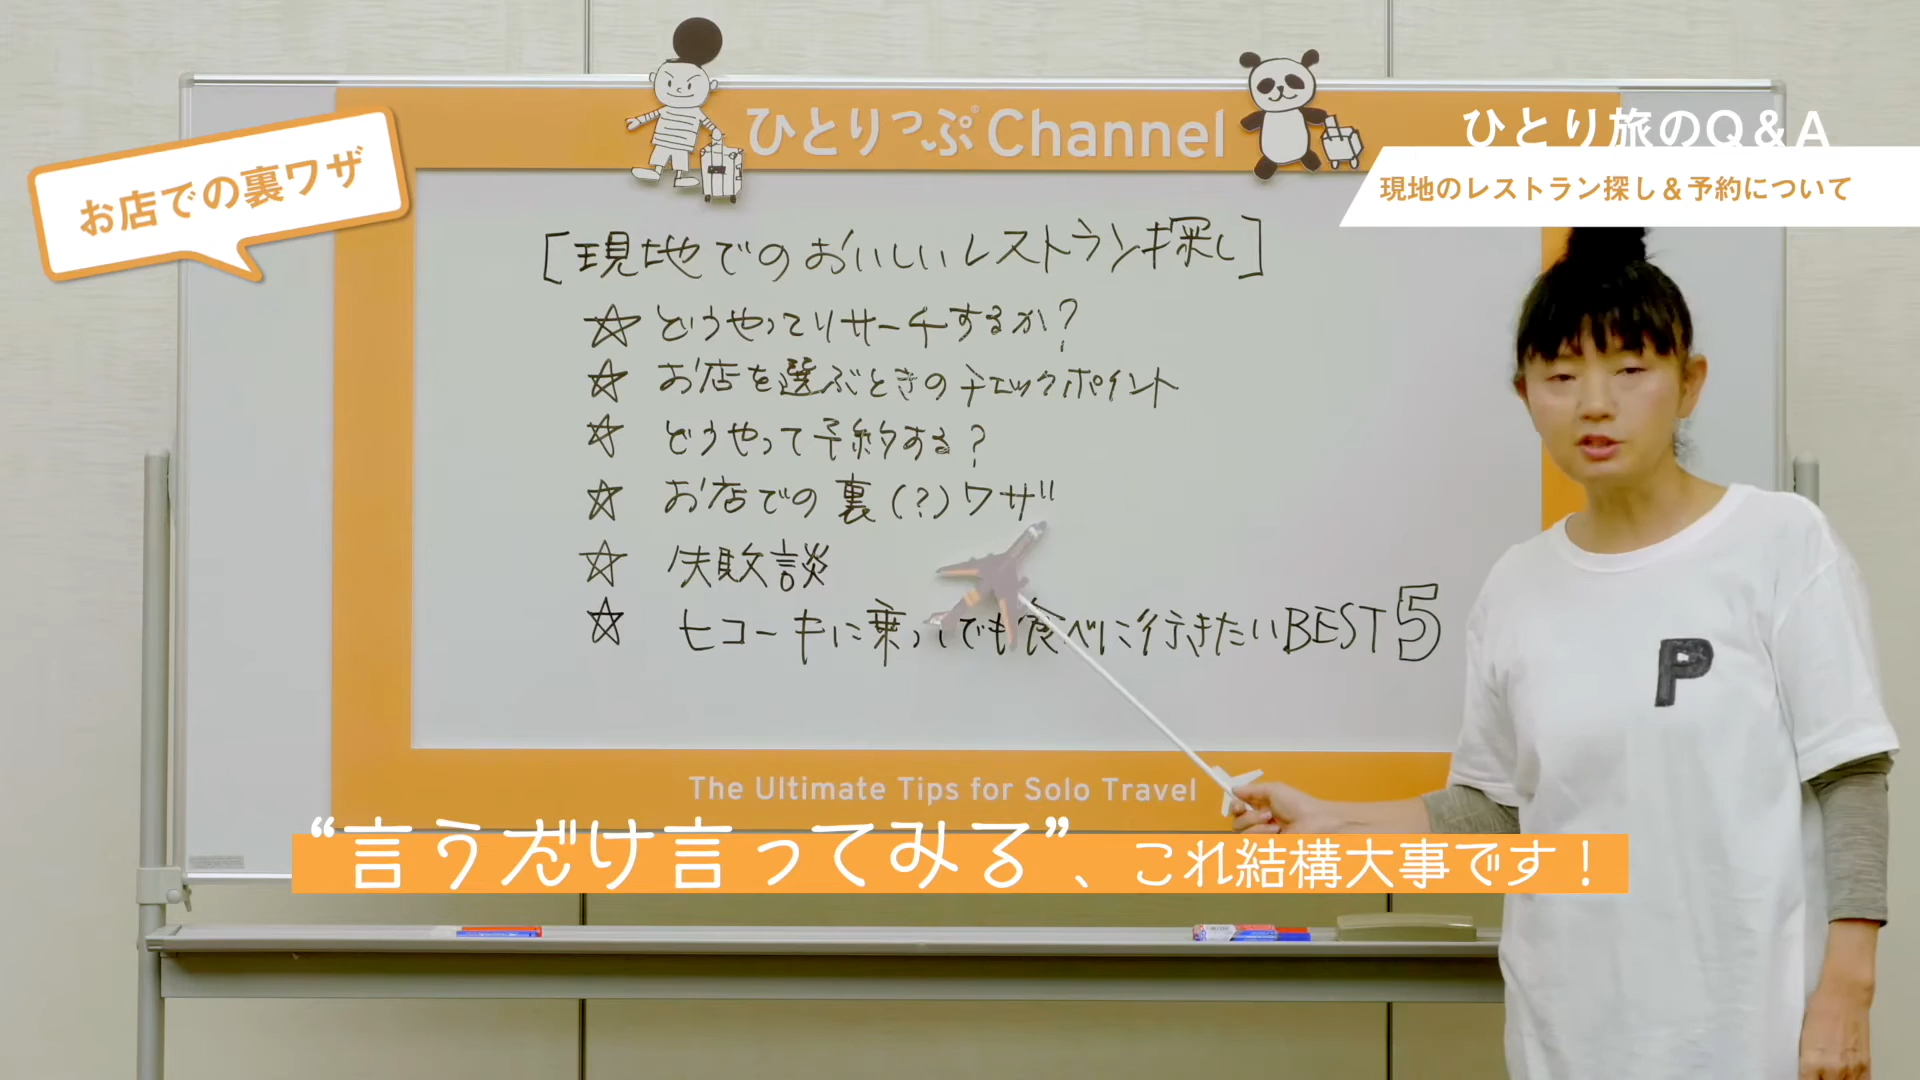 ひとりっぷ® Channel
ひとり旅のQ&A
現地のレストラン探し&予約について
お店での裏ワザ
[現地でのおいしいレストラン探し]
☆どうやってリサーチするか?
☆お店を選ぶときのチェックポイント
☆どうやって予約する?
☆お店での裏(?)ワザ
☆失敗談
☆ヒコーキに乗ってでも食べに行きたいBEST5
P
The Ultimate Tips for Solo Travel
“言うだけ言ってみる”、これ結構大事です!